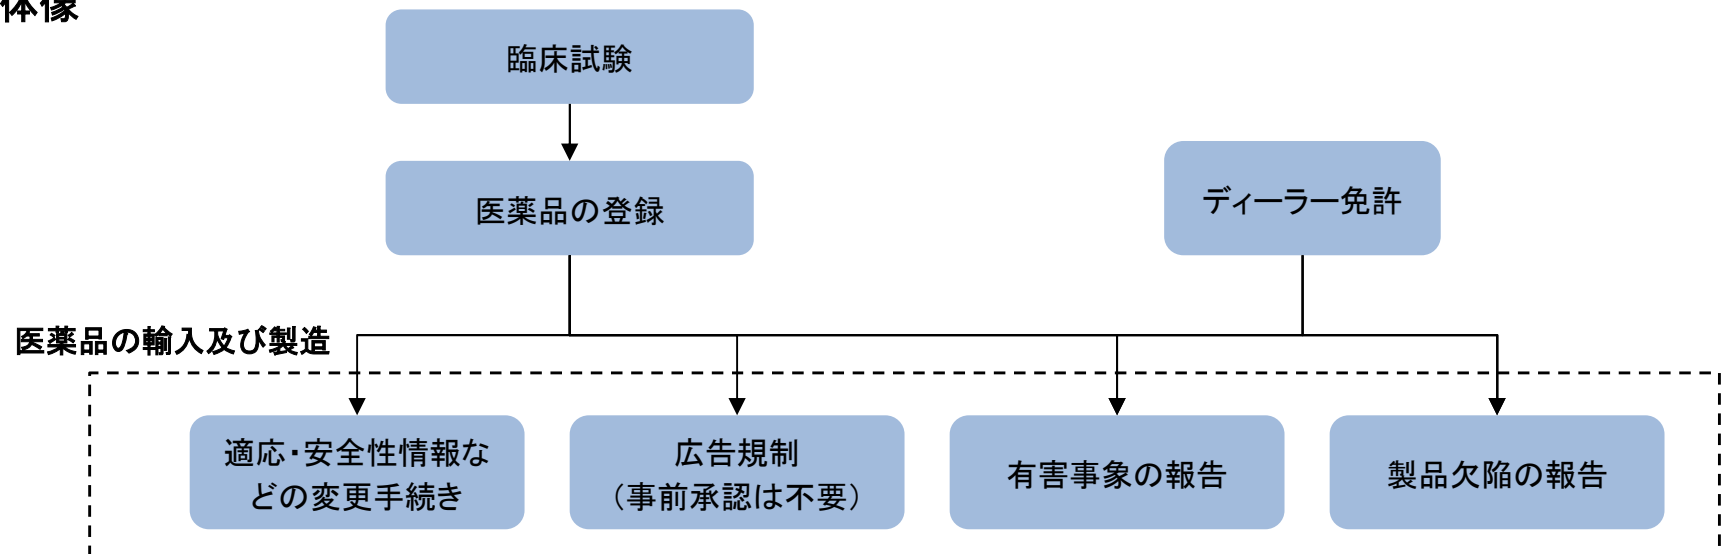 体像
臨床試験
医薬品の登録
ディーラー免許
医薬品の輸入及び製造
適応・安全性情報な
どの変更手続き
広告規制
（事前承認は不要）
有害事象の報告
製品欠陥の報告